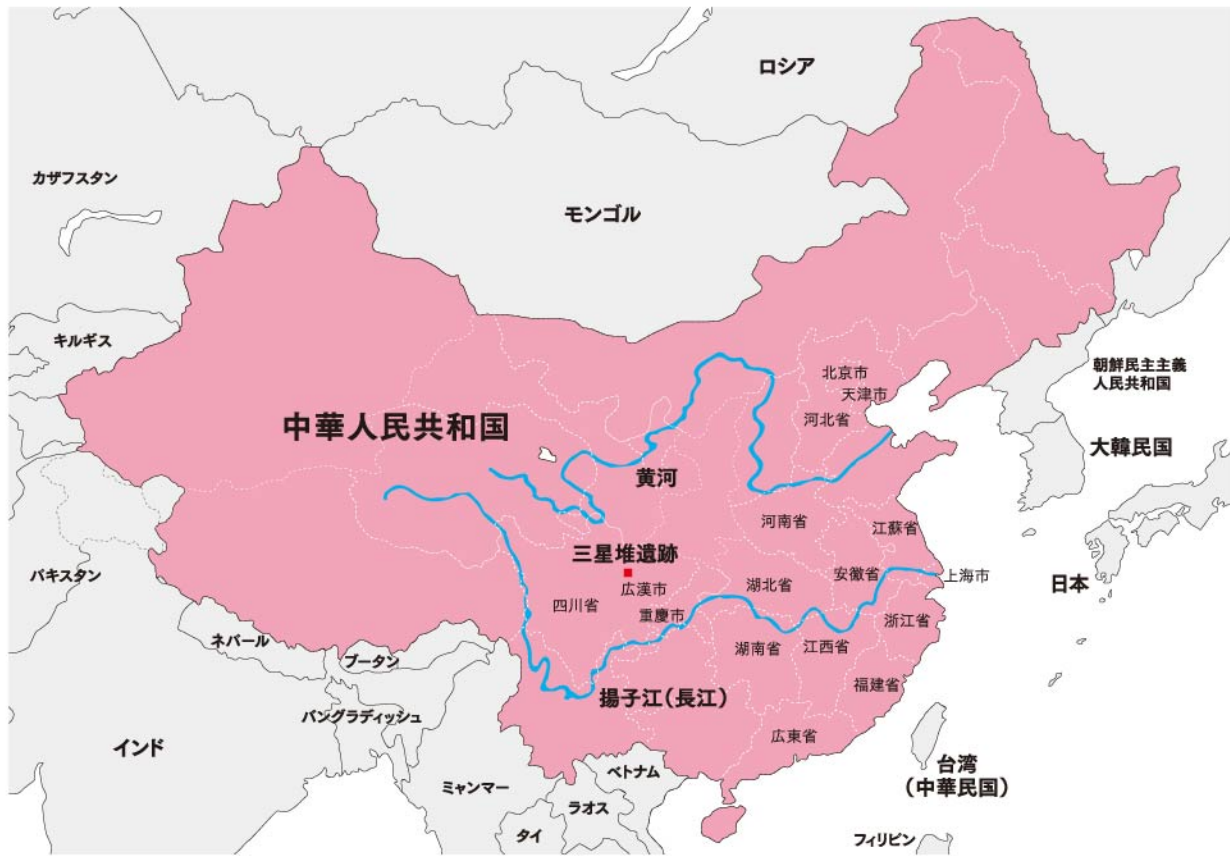 ロシア
カザフスタン
モンゴル
キルギス
北京市
天津市
河北省
朝鮮民主主義
人民共和国
中華人民共和国
大韓民国
黄河
河南省
江蘇省
三星堆遺跡
パキスタン
広漢市
四川省
重慶市
湖北省
安徽省
上海市
日本
浙江省
ネパール
ブータン
湖南省
江西省
福建省
揚子江(長江)
バングラディッシュ
インド
広東省
台湾
(中華民国)
ベトナム
ミャンマー
ラオス
タイ
フィリピン